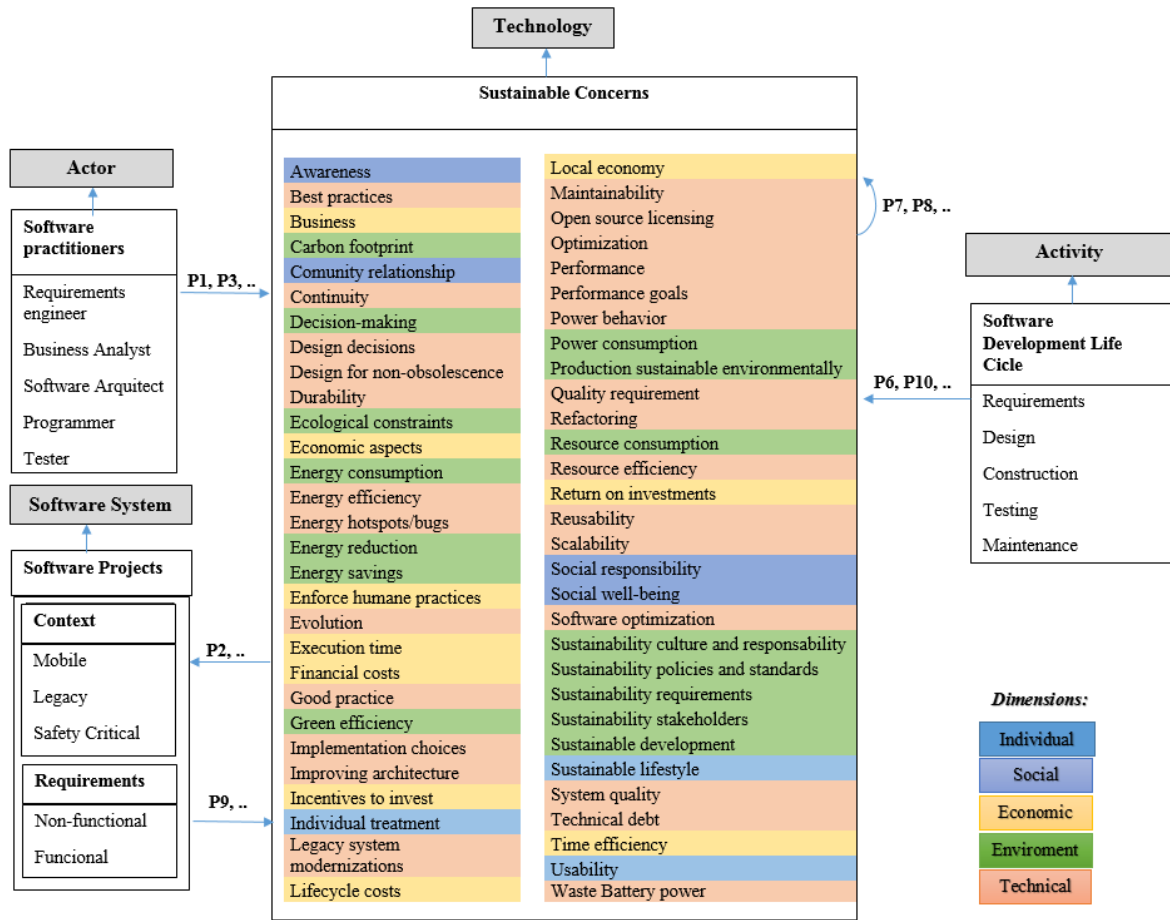 Technology
Sustainable Concerns
Actor
Software
practitioners
Requirements
engineer
Business Analyst
Software Arquitect
Programmer
Tester
P1, P3, ..
Software System
Software Projects
Context
Mobile
Legacy
Safety Critical
Requirements
Non-functional
Funcional
P2, ..
P9, ..
Awareness
Best practices
Business
Carbon footprint
Comunity relationship
Continuity
Decision-making
Design decisions
Design for non-obsolescence
Durability
Ecological constraints
Economic aspects
Energy consumption
Energy efficiency
Energy hotspots/bugs
Energy reduction
Energy savings
Enforce humane practices
Evolution
Execution time
Financial costs
Good practice
Green efficiency
Implementation choices
Improving architecture
Incentives to invest
Individual treatment
Legacy system
modernizations
Lifecycle costs
Local economy
Maintainability
Open source licensing
Optimization
Performance
Performance goals
Power behavior
Power consumption
Production sustainable environmentally
Quality requirement
Refactoring
Resource consumption
Resource efficiency
Return on investments
Reusability
Scalability
Social responsibility
Social well-being
Software optimization
Sustainability culture and responsability
Sustainability policies and standards
Sustainability requirements
Sustainability stakeholders
Sustainable development
Sustainable lifestyle
System quality
Technical debt
Time efficiency
Usability
Waste Battery power
P7, P8, ..
P6, P10, ..
Activity
Software
Development Life
Cicle
Requirements
Design
Construction
Testing
Maintenance
Dimensions:
Individual
Social
Economic
Enviroment
Technical